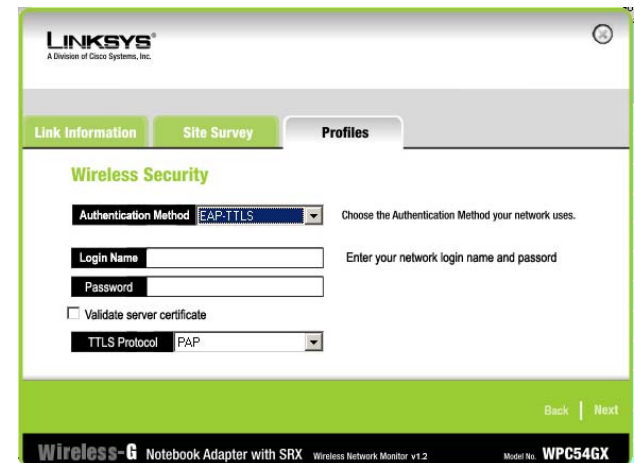 LINKSYS®
A Division of Cisco Systems, Inc.
Link Information
Site Survey
Profiles
Wireless Security
Authentication Method EAP-TTLS Choose the Authentication Method your network uses.
Login Name Enter your network login name and passord
Password
Validate server certificate
TTLS Protocol PAP
Back | Next
Wireless-G Notebook Adapter with SRX Wireless Network Monitor v1.2 Model No. WPC54GX